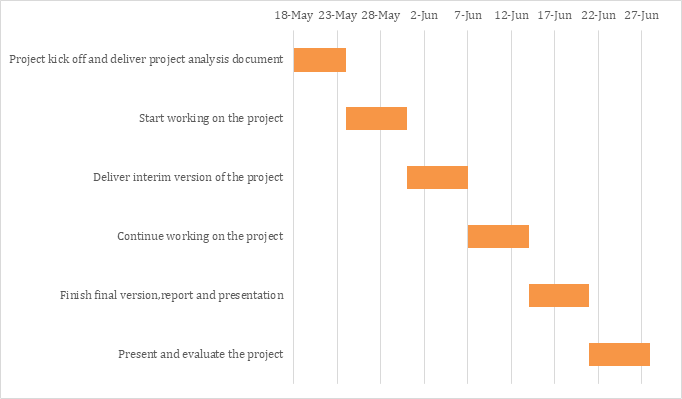 18-May 23-May 28-May 2-Jun 7-Jun 12-Jun 17-Jun 22-Jun 27-Jun
Project kick off and deliver project analysis document
Start working on the project
Deliver interim version of the project
Continue working on the project
Finish final version,report and presentation
Present and evaluate the project